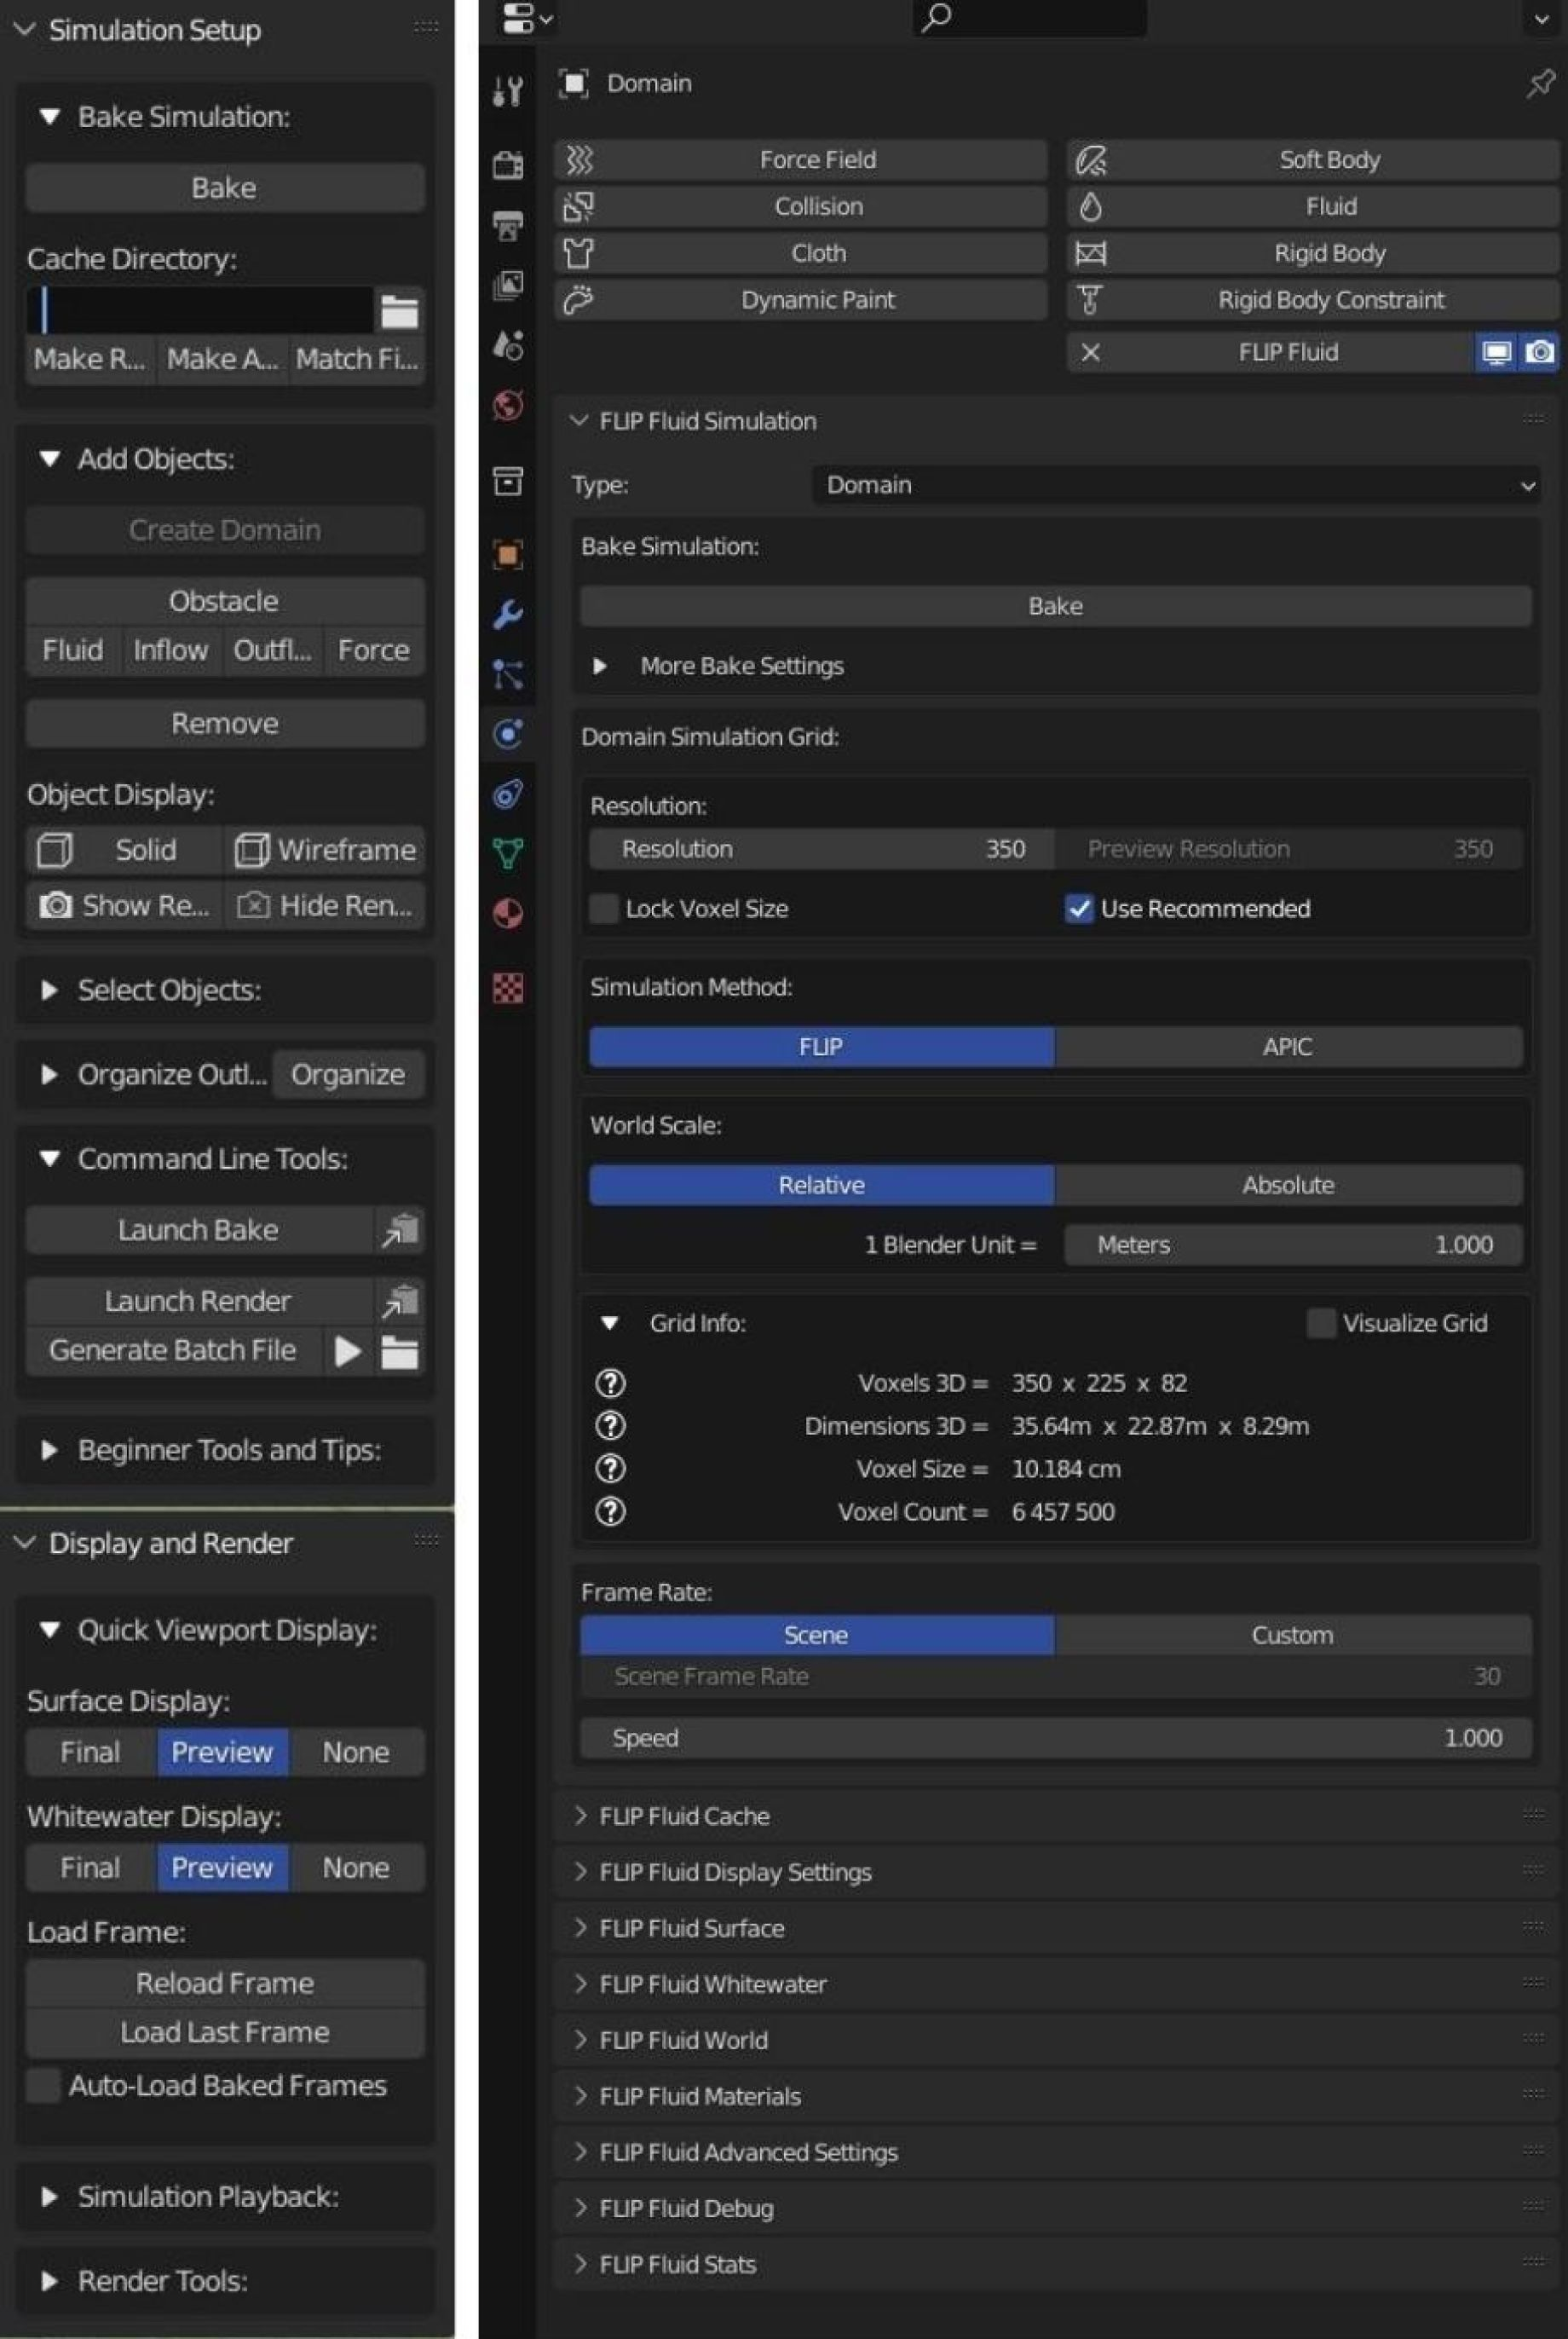 Simulation Setup
Bake Simulation:
Bake
Cache Directory:
Make R... Make A... Match Fi...
Add Objects:
Create Domain
Obstacle
Fluid Inflow Outfl... Force
Remove
Object Display:
Solid Wireframe
Show Re... Hide Ren...
Select Objects:
Organize Outl... Organize
Command Line Tools:
Launch Bake
Launch Render
Generate Batch File
Beginner Tools and Tips:
Display and Render
Quick Viewport Display:
Surface Display:
Final Preview None
Whitewater Display:
Final Preview None
Load Frame:
Reload Frame
Load Last Frame
Auto-Load Baked Frames
Simulation Playback:
Render Tools:
Domain
Force Field Soft Body
Collision Fluid
Cloth Rigid Body
Dynamic Paint Rigid Body Constraint
FLIP Fluid
FLIP Fluid Simulation
Type: Domain
Bake Simulation:
Bake
More Bake Settings
Domain Simulation Grid:
Resolution:
Resolution 350 Preview Resolution 350
Lock Voxel Size Use Recommended
Simulation Method:
FLIP APIC
World Scale:
Relative Absolute
1 Blender Unit = Meters 1.000
Grid Info: Visualize Grid
Voxels 3D = 350 x 225 x 82
Dimensions 3D = 35.64m x 22.87m x 8.29m
Voxel Size = 10.184 cm
Voxel Count = 6 457 500
Frame Rate:
Scene Custom
Scene Frame Rate 30
Speed 1.000
FLIP Fluid Cache
FLIP Fluid Display Settings
FLIP Fluid Surface
FLIP Fluid Whitewater
FLIP Fluid World
FLIP Fluid Materials
FLIP Fluid Advanced Settings
FLIP Fluid Debug
FLIP Fluid Stats